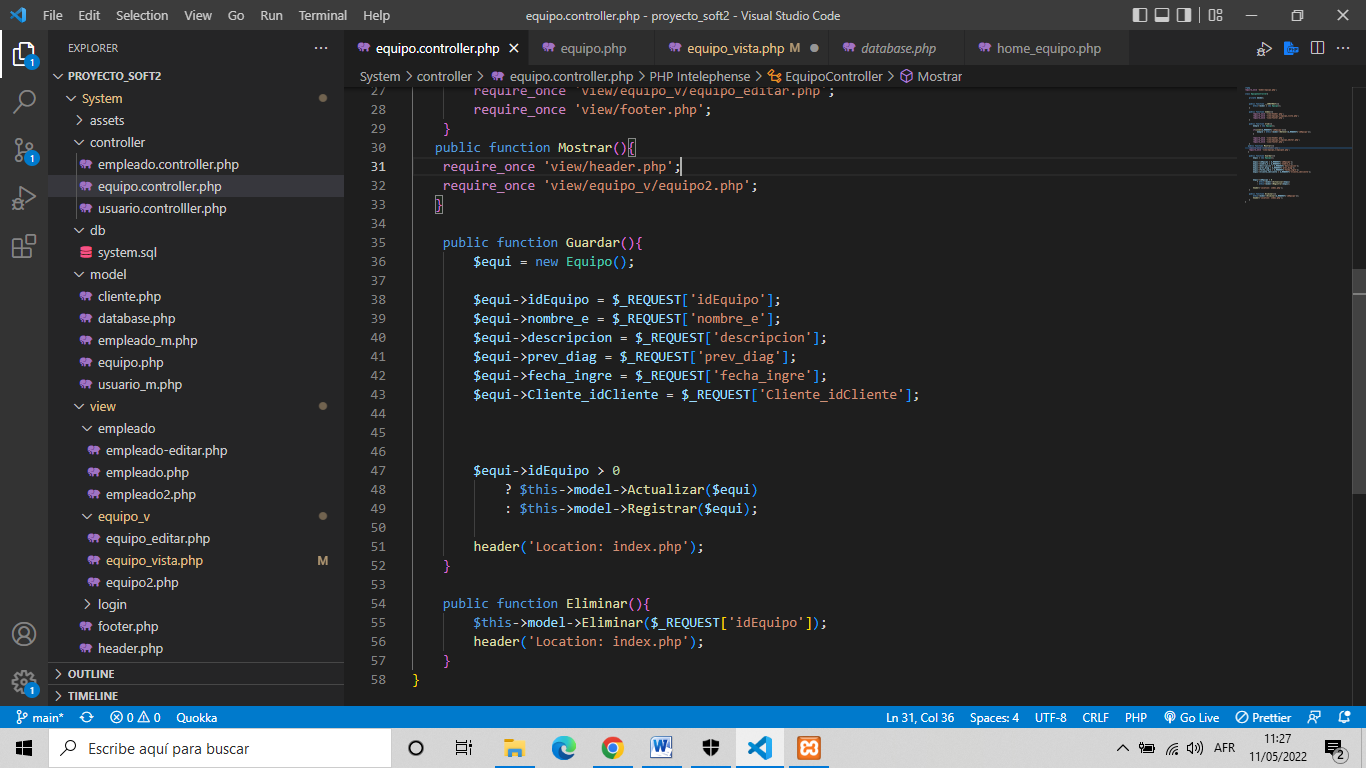 File Edit Selection View Go Run Terminal Help
equipo.controller.php - proyecto_soft2 - Visual Studio Code
EXPLORER
PROYECTO_SOFT2
System
assets
controller
empleado.controller.php
equipo.controller.php
usuario.controlller.php
db
system.sql
model
cliente.php
database.php
empleado_m.php
equipo.php
usuario_m.php
view
empleado
empleado-editar.php
empleado.php
empleado2.php
equipo_v
equipo_editar.php
equipo_vista.php M
equipo2.php
login
footer.php
header.php
OUTLINE
TIMELINE
1
1
1
equipo.controller.php equipo.php equipo_vista.php M database.php home_equipo.php
System > controller > equipo.controller.php > PHP Intelephense > EquipoController > Mostrar
27 require_once 'view/equipo_v/equipo_editar.php';
28 require_once 'view/footer.php';
29 }
30 public function Mostrar(){
31 require_once 'view/header.php';
32 require_once 'view/equipo_v/equipo2.php';
33 }
34
35 public function Guardar(){
36 $equi = new Equipo();
37
38 $equi->idEquipo = $_REQUEST['idEquipo'];
39 $equi->nombre_e = $_REQUEST['nombre_e'];
40 $equi->descripcion = $_REQUEST['descripcion'];
41 $equi->prev_diag = $_REQUEST['prev_diag'];
42 $equi->fecha_ingre = $_REQUEST['fecha_ingre'];
43 $equi->Cliente_idCliente = $_REQUEST['Cliente_idCliente'];
44
45
46
47 $equi->idEquipo > 0
48 ? $this->model->Actualizar($equi)
49 : $this->model->Registrar($equi);
50
51 header('Location: index.php');
52 }
53
54 public function Eliminar(){
55 $this->model->Eliminar($_REQUEST['idEquipo']);
56 header('Location: index.php');
57 }
58 }
main* 0 0 Quokka
Ln 31, Col 36 Spaces: 4 UTF-8 CRLF PHP Go Live Prettier
Escribe aquí para buscar
AFR
11:27
11/05/2022
2